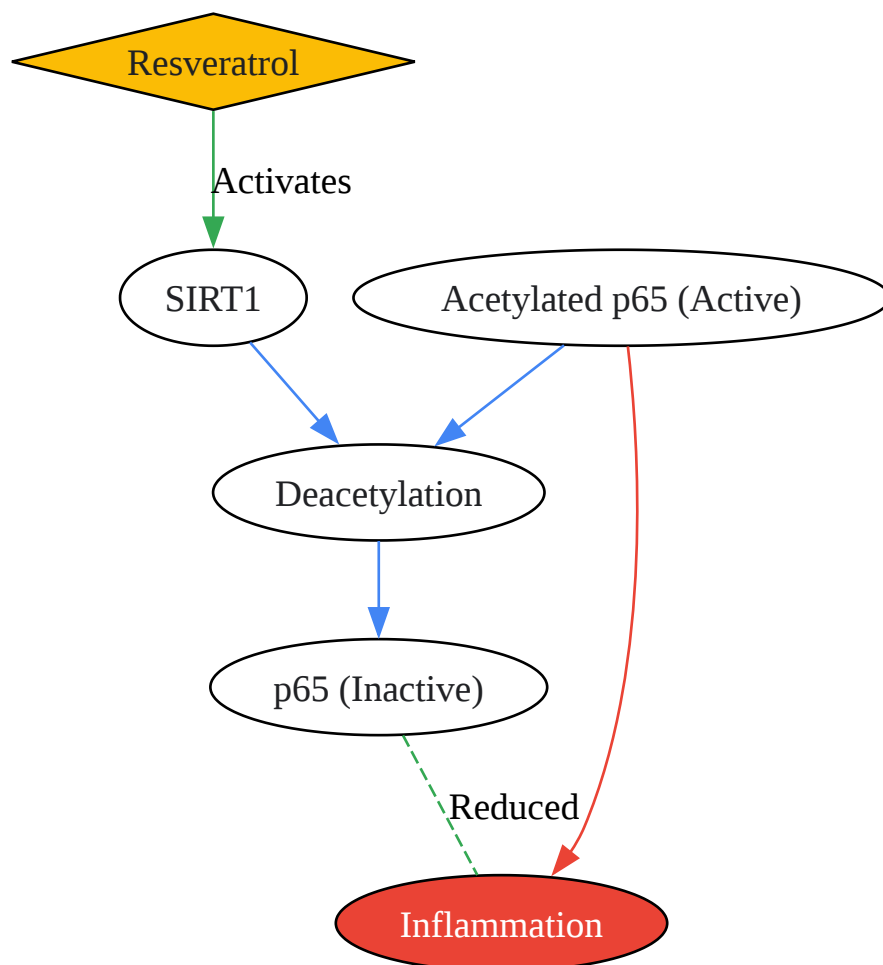 Resveratrol
Activates
SIRT1
Acetylated p65 (Active)
Deacetylation
p65 (Inactive)
Reduced
Inflammation